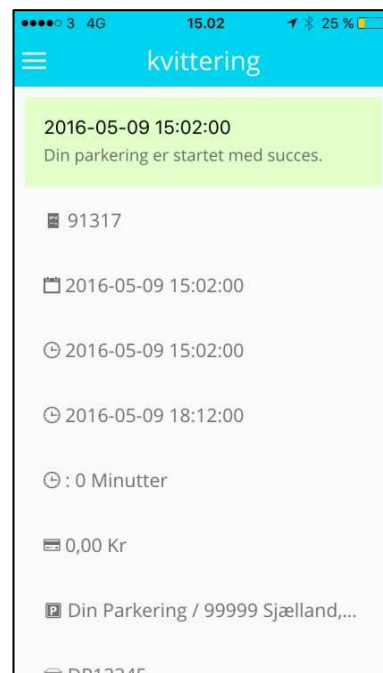 3 4G 15.02 25 %
kvittering
2016-05-09 15:02:00
Din parkering er startet med succes.
91317
2016-05-09 15:02:00
2016-05-09 15:02:00
2016-05-09 18:12:00
: 0 Minutter
0,00 Kr
P Din Parkering / 99999 Sjælland,...